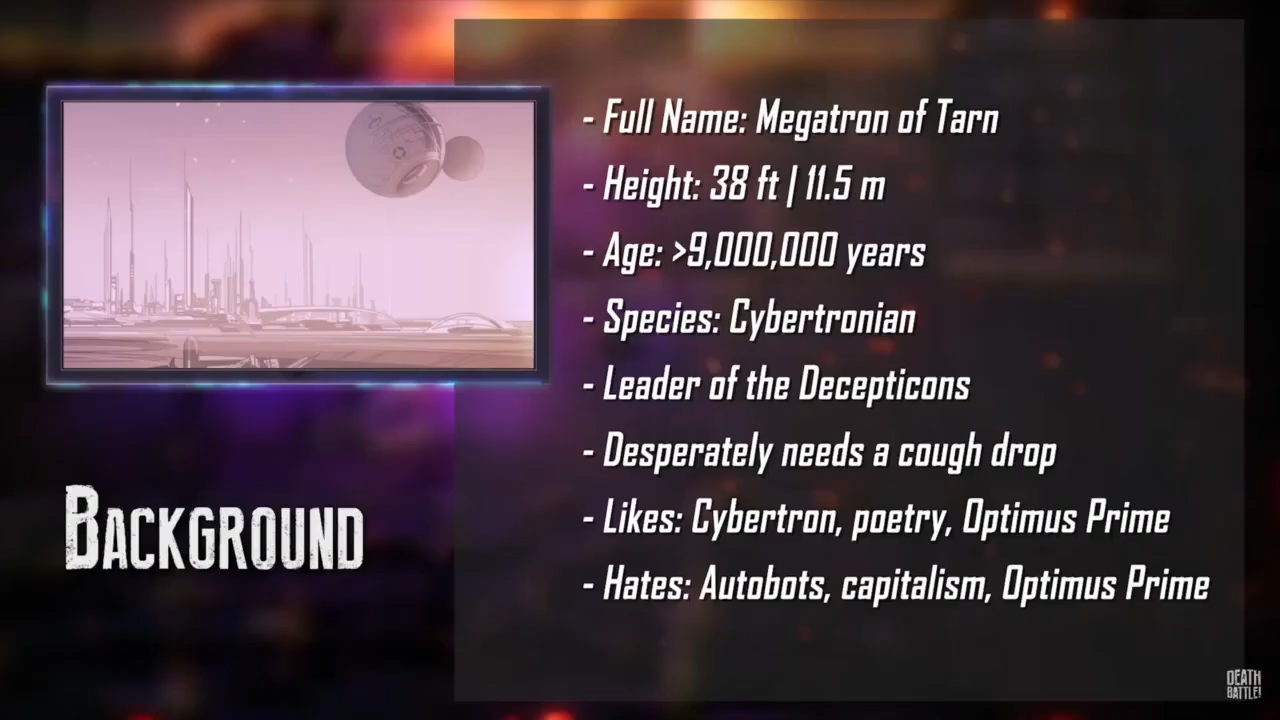 - Full Name: Megatron of Tarn
- Height: 38 ft | 11.5 m
- Age: >9,000,000 years
- Species: Cybertronian
- Leader of the Decepticons
- Desperately needs a cough drop
- Likes: Cybertron, poetry, Optimus Prime
- Hates: Autobots, capitalism, Optimus Prime
BACKGROUND
DEATH
BATTLE!